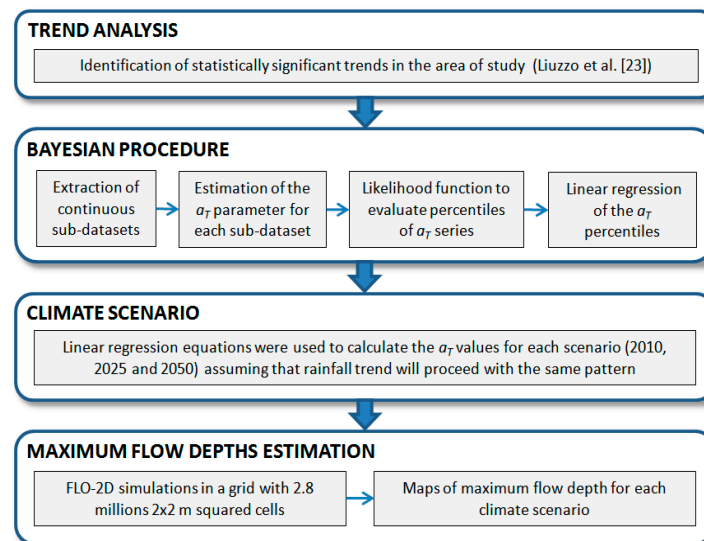 TREND ANALYSIS
Identification of statistically significant trends in the area of study (Liuzzo et al. [23])
BAYESIAN PROCEDURE
Extraction of
continuous
sub-datasets
Estimation of the
aT parameter for
each sub-dataset
Likelihood function to
evaluate percentiles
of aT series
Linear regression
of the aT
percentiles
CLIMATE SCENARIO
Linear regression equations were used to calculate the aT values for each scenario (2010,
2025 and 2050) assuming that rainfall trend will proceed with the same pattern
MAXIMUM FLOW DEPTHS ESTIMATION
FLO-2D simulations in a grid with 2.8
millions 2x2 m squared cells
Maps of maximum flow depth for each
climate scenario